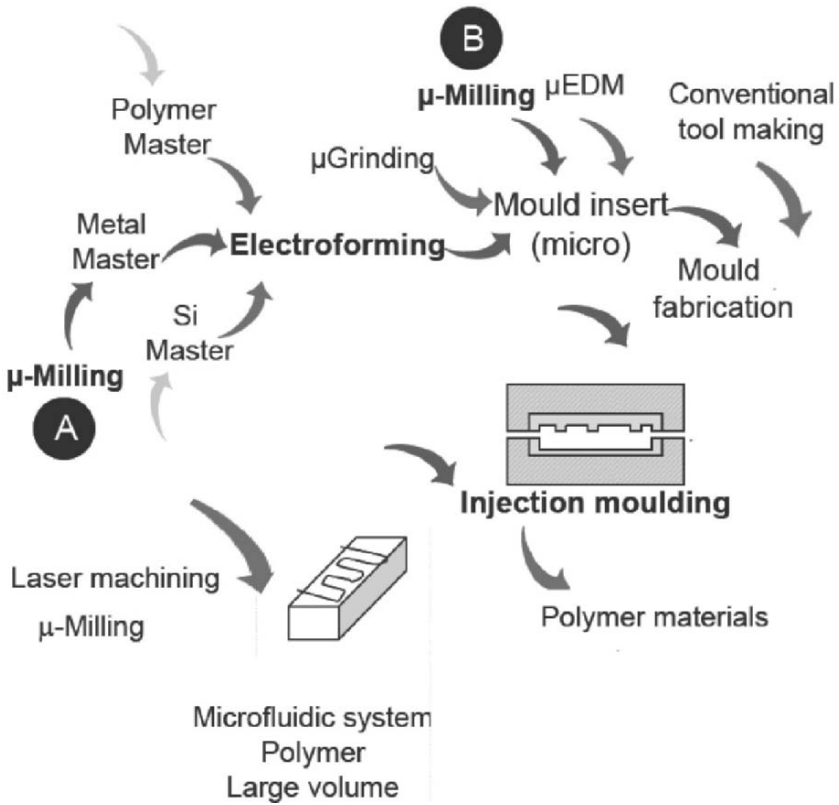 B
µ-Milling
µEDM
Conventional
tool making
Polymer
Master
µGrinding
Mould insert
(micro)
Metal
Master
Electroforming
Mould
fabrication
Si
Master
µ-Milling
A
Injection moulding
Laser machining
µ-Milling
Polymer materials
Microfluidic system
Polymer
Large volume